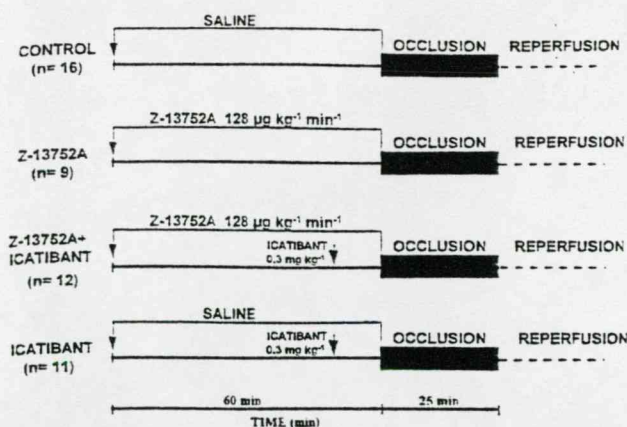 SALINE
CONTROL
(n= 16)
OCCLUSION REPERFUSION
Z-13752A 128 µg kg⁻¹ min⁻¹
Z-13752A
(n= 9)
OCCLUSION REPERFUSION
Z-13752A 128 µg kg⁻¹ min⁻¹
Z-13752A+
ICATIBANT
(n= 12)
ICATIBANT
0.3 mg kg⁻¹
OCCLUSION REPERFUSION
SALINE
ICATIBANT
(n= 11)
ICATIBANT
0.3 mg kg⁻¹
OCCLUSION REPERFUSION
60 min 25 min
TIME (min)